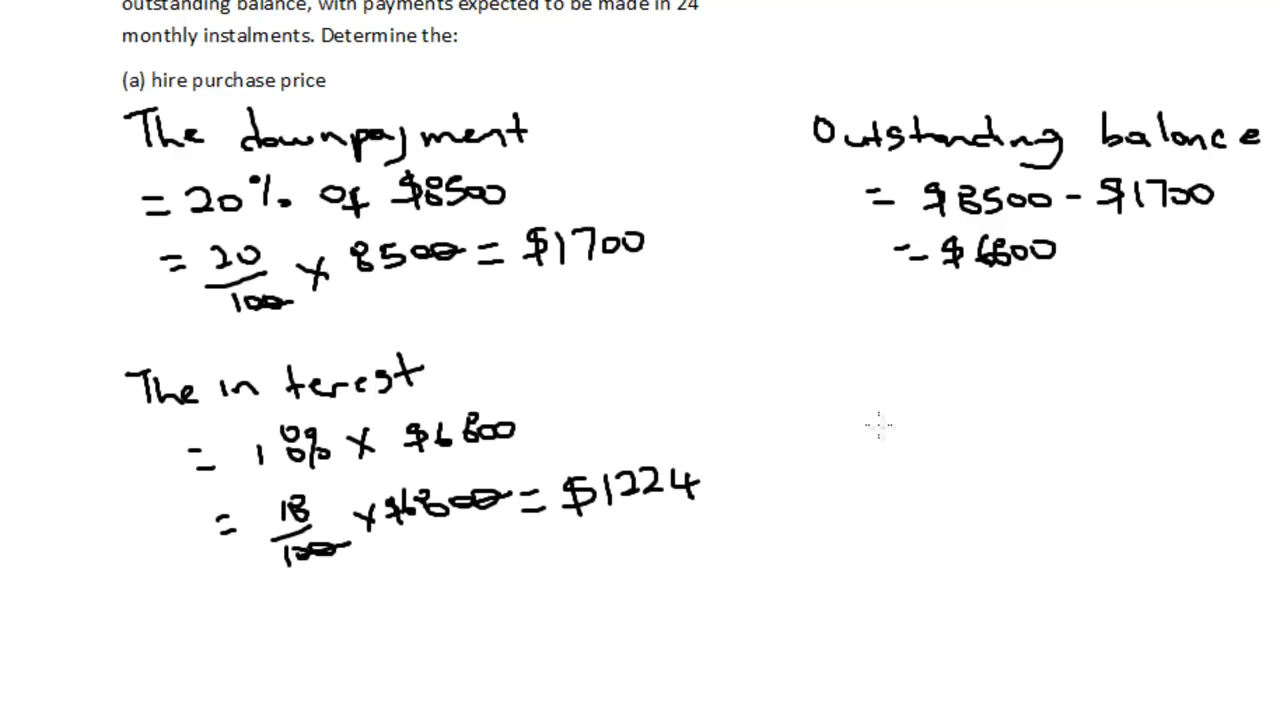 outstanding balance, with payments expected to be made in 24
monthly instalments. Determine the:
(a) hire purchase price
The downpayment
= 20% of $8500
= 20/100 × 8500 = $1700
Outstanding balance
= $8500 - $1700
= $6800
The interest
= 18% × $6800
= 18/100 × $6800 = $1224